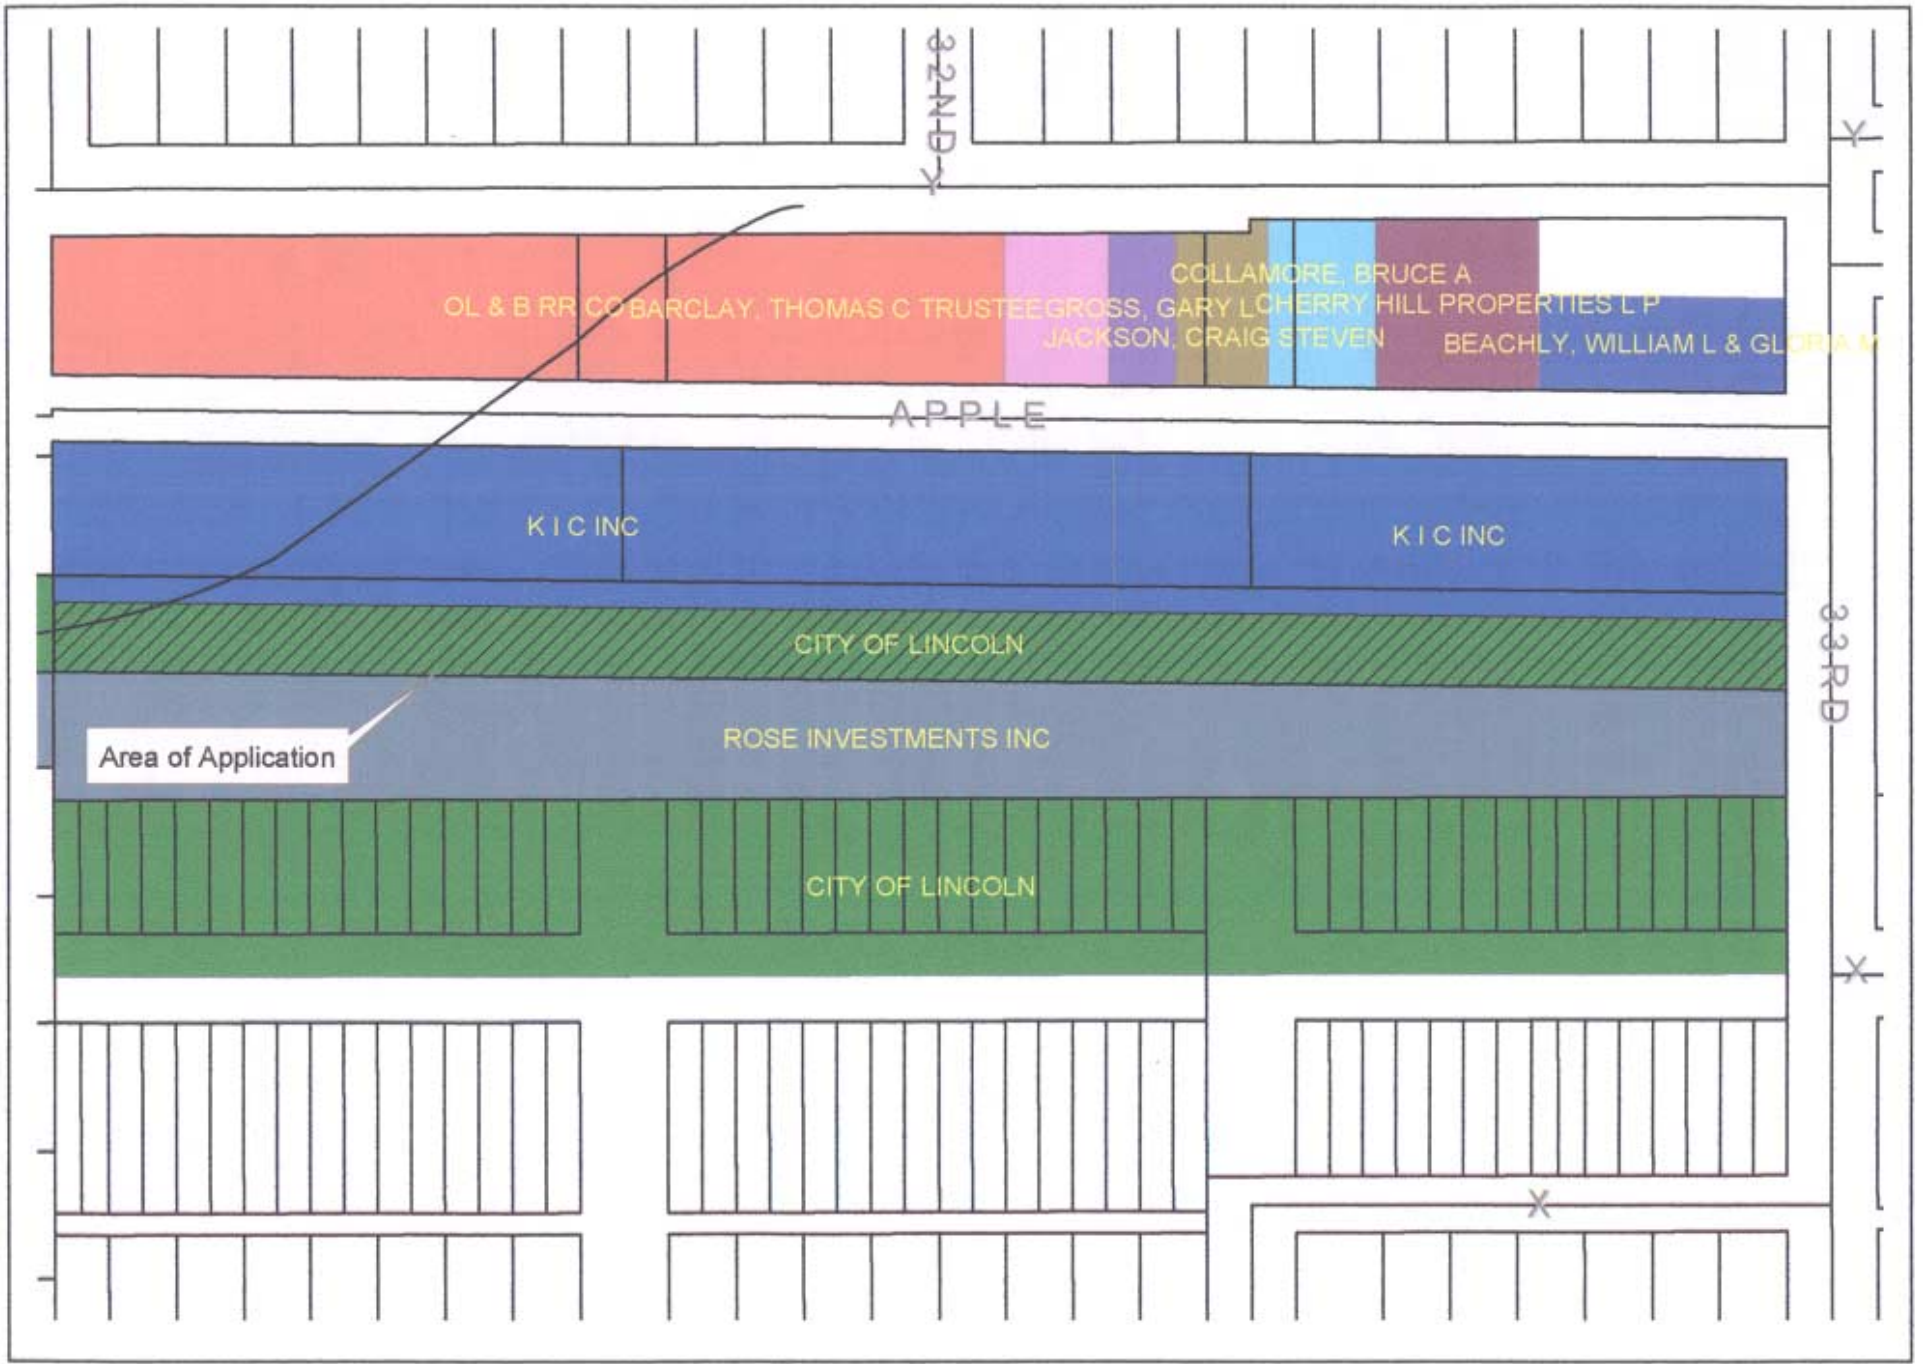 32ND
Y
Y
COLLAMORE, BRUCE A
OL & B RR CO BARCLAY, THOMAS C TRUSTEE GROSS, GARY L CHERRY HILL PROPERTIES L P
JACKSON, CRAIG STEVEN
BEACHLY, WILLIAM L & GLORIA M
APPLE
K I C INC
K I C INC
CITY OF LINCOLN
33RD
ROSE INVESTMENTS INC
Area of Application
CITY OF LINCOLN
X
X